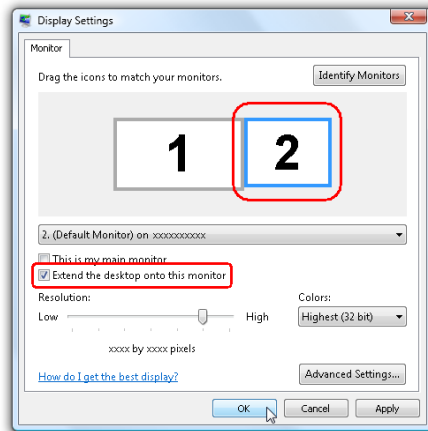 Display Settings
Monitor
Drag the icons to match your monitors.
Identify Monitors
1
2
2. (Default Monitor) on xxxxxxxxxx
This is my main monitor
Extend the desktop onto this monitor
Resolution:
Colors:
Low
High
Highest (32 bit)
xxxx by xxxx pixels
How do I get the best display?
Advanced Settings...
OK
Cancel
Apply